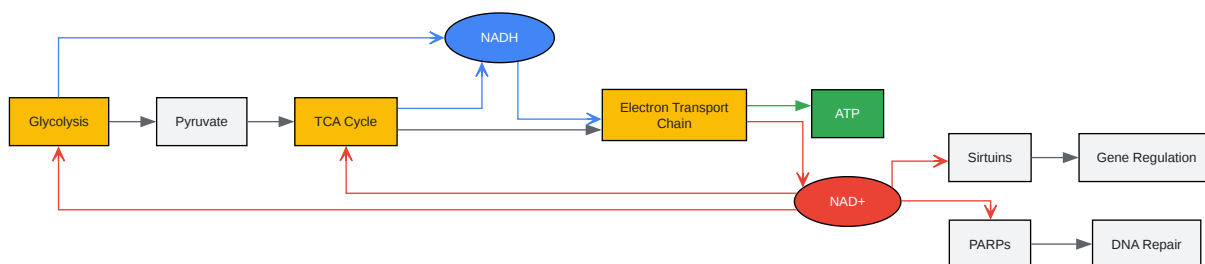 NADH
Glycolysis
Pyruvate
TCA Cycle
Electron Transport
Chain
ATP
Sirtuins
Gene Regulation
NAD+
PARPs
DNA Repair